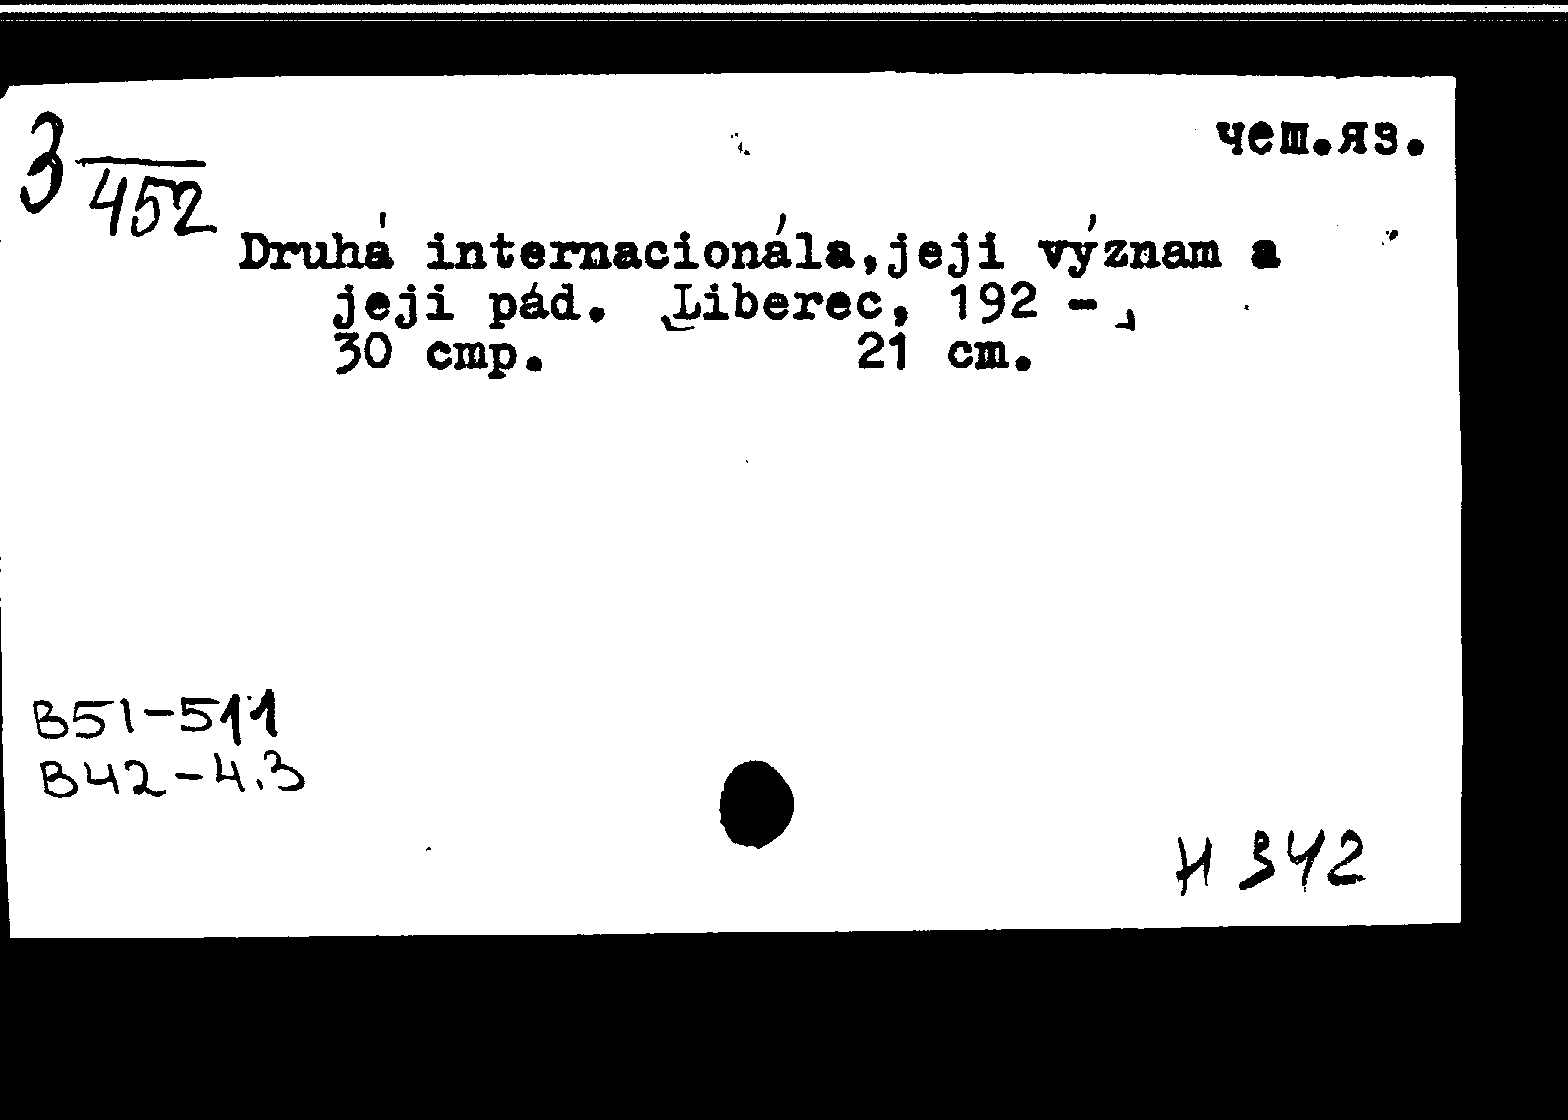 чеш.яз.
3/452
Druhá internacionála, její význam a
její pád. [Liberec, 192 -]
30 стр. 21 см.
B51-511
B42-4.3
И 342